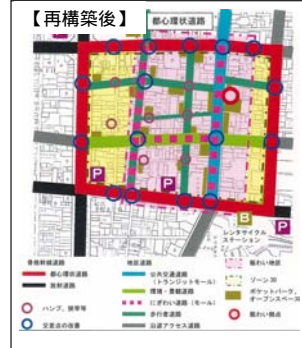 【再構築後】
都心環状道路
P
P
P
P
B
レンタサイクル
ステーション
骨格幹線道路
都心環状道路
放射道路
ハンプ、狭窄等
交差点の改善
地区道路
公共交通道路
(トランジットモール)
環境・景観道路
にぎわい道路(モール)
歩行者道路
沿道アクセス道路
賑わい地区
ゾーン30
ポケットパーク、
オープンスペース
賑わい拠点